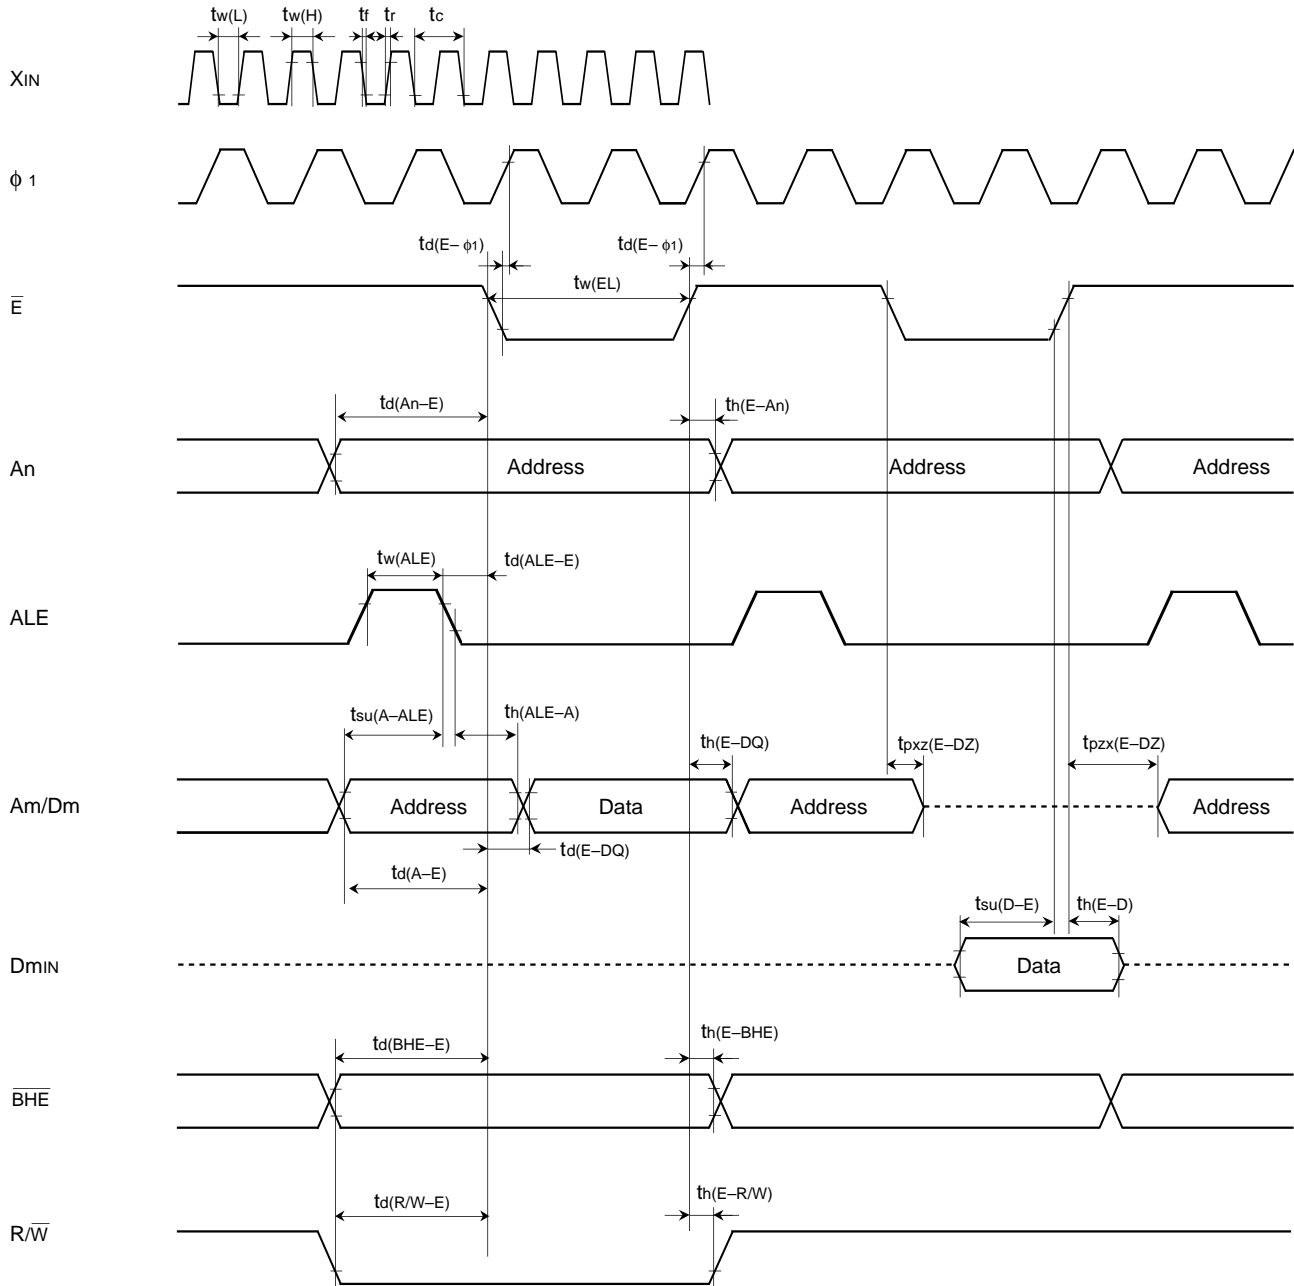 tw(L) tw(H) tf tr tc
XIN
ϕ 1
td(E– ϕ1) td(E– ϕ1)
tw(EL)
E̅
td(An–E) th(E–An)
An Address Address Address
tw(ALE) td(ALE–E)
ALE
tsu(A–ALE) th(ALE–A) th(E–DQ) tpxz(E–DZ) tpzx(E–DZ)
Am/Dm Address Data Address Address
td(E–DQ)
td(A–E)
tsu(D–E) th(E–D)
DmIN Data
td(BHE–E) th(E–BHE)
B̅H̅E̅
td(R/W–E) th(E–R/W)
R/W̅